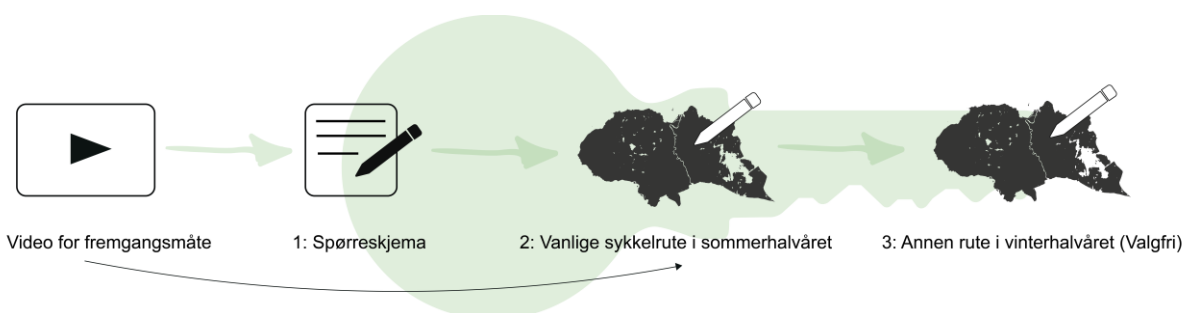 Video for fremgangsmåte
1: Spørreskjema
2: Vanlige sykkelrute i sommerhalvåret
3: Annen rute i vinterhalvåret (Valgfri)